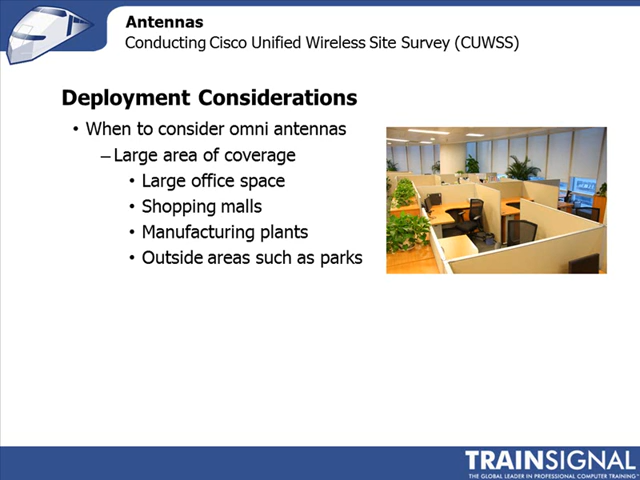 Antennas
Conducting Cisco Unified Wireless Site Survey (CUWSS)
Deployment Considerations
• When to consider omni antennas
– Large area of coverage
• Large office space
• Shopping malls
• Manufacturing plants
• Outside areas such as parks
TRAINSIGNAL
THE GLOBAL LEADER IN PROFESSIONAL COMPUTER TRAINING